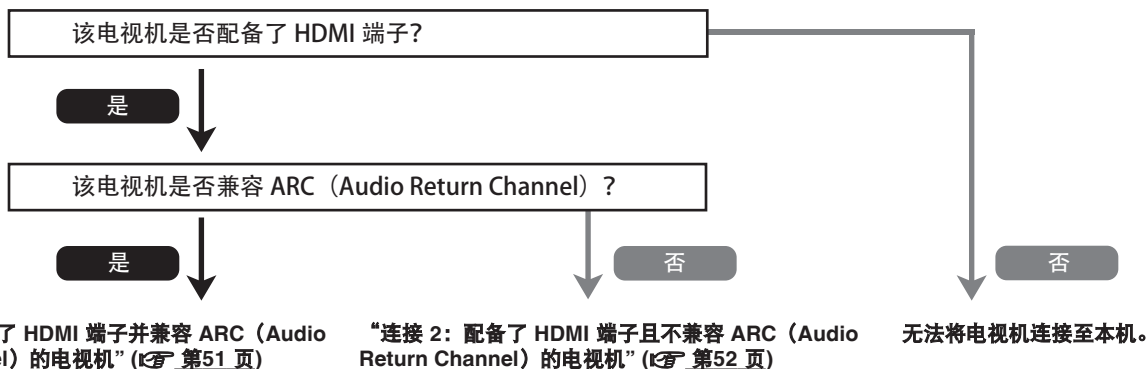 该电视机是否配备了 HDMI 端子？
是
该电视机是否兼容 ARC（Audio Return Channel）？
是
否
否
了 HDMI 端子并兼容 ARC（Audio
）的电视机” (☞ 第51 页)
“连接 2：配备了 HDMI 端子且不兼容 ARC（Audio
Return Channel）的电视机” (☞ 第52 页)
无法将电视机连接至本机。